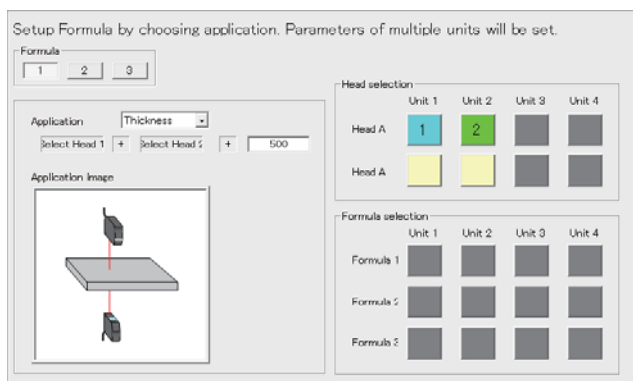 Setup Formula by choosing application. Parameters of multiple units will be set.
Formula
1 2 3
Application Thickness
Select Head 1 + Select Head 2 + 500
Application Image
Head selection
Unit 1 Unit 2 Unit 3 Unit 4
Head A 1 2
Head A
Formula selection
Unit 1 Unit 2 Unit 3 Unit 4
Formula 1
Formula 2
Formula 3